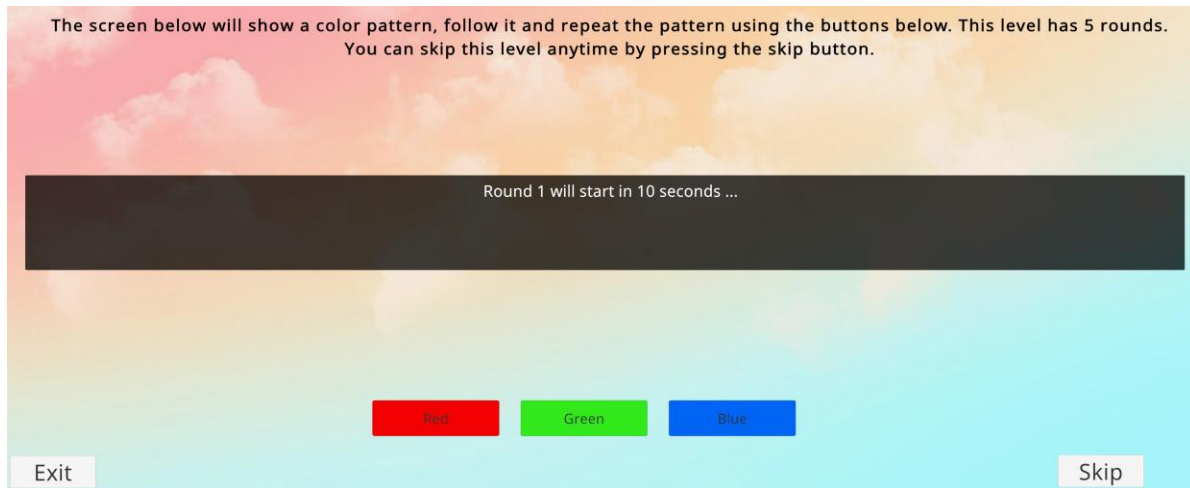 The screen below will show a color pattern, follow it and repeat the pattern using the buttons below. This level has 5 rounds.
You can skip this level anytime by pressing the skip button.
Round 1 will start in 10 seconds ...
Red Green Blue
Exit Skip